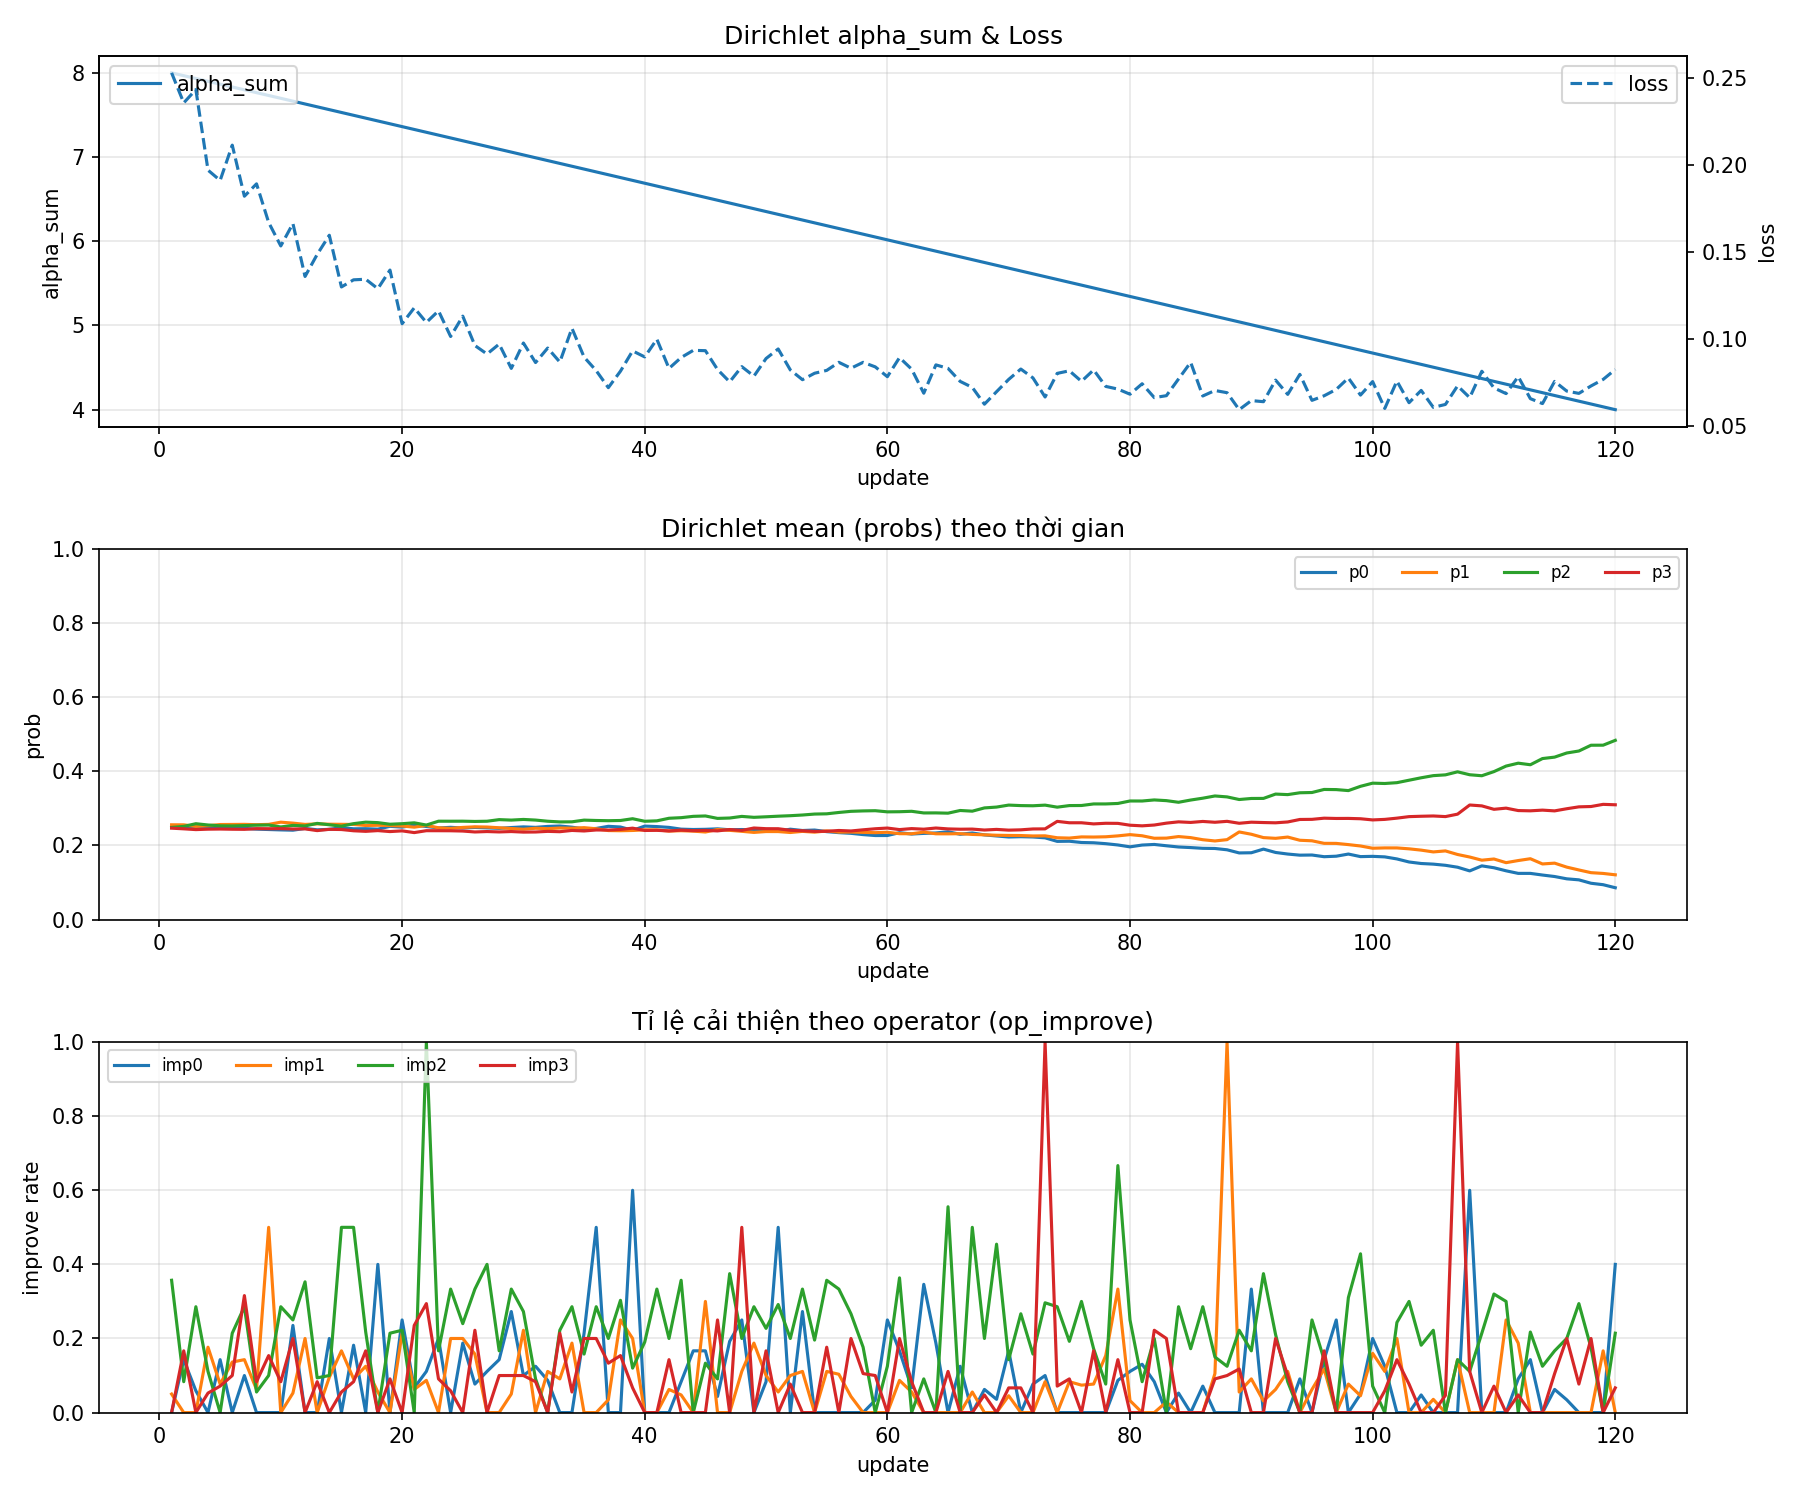 Dirichlet alpha_sum & Loss
alpha_sum
loss
8
7
6
5
4
0.25
0.20
0.15
0.10
0.05
alpha_sum
loss
0 20 40 60 80 100 120
update
Dirichlet mean (probs) theo thời gian
p0 p1 p2 p3
1.0
0.8
0.6
0.4
0.2
0.0
prob
0 20 40 60 80 100 120
update
Tỉ lệ cải thiện theo operator (op_improve)
imp0 imp1 imp2 imp3
1.0
0.8
0.6
0.4
0.2
0.0
improve rate
0 20 40 60 80 100 120
update